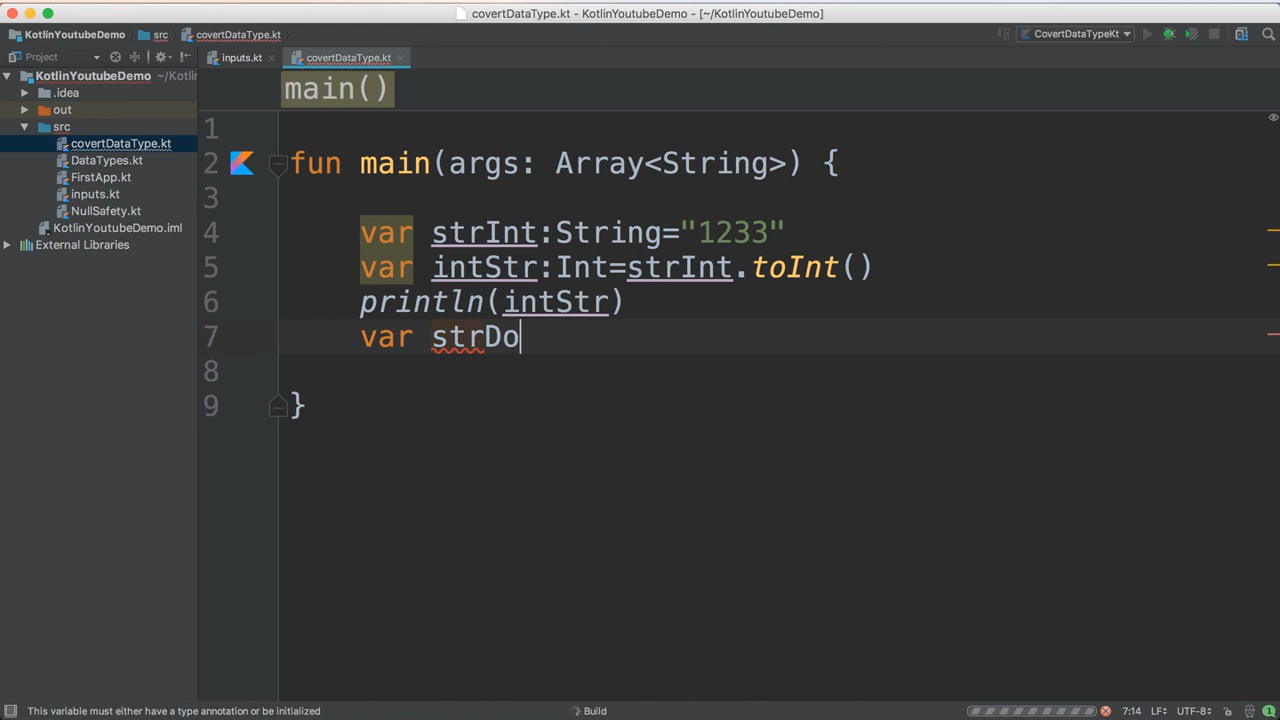 covertDataType.kt - KotlinYoutubeDemo - [~/KotlinYoutubeDemo]
KotlinYoutubeDemo src covertDataType.kt CovertDataTypeKt
Project inputs.kt covertDataType.kt
KotlinYoutubeDemo ~/Kotlin
main()
.idea
out
src
covertDataType.kt
DataTypes.kt
FirstApp.kt
inputs.kt
NullSafety.kt
KotlinYoutubeDemo.iml
External Libraries
1
2 fun main(args: Array<String>) {
3
4 var strInt:String="1233"
5 var intStr:Int=strInt.toInt()
6 println(intStr)
7 var strDo
8
9 }
This variable must either have a type annotation or be initialized Build 7:14 LF UTF-8 1